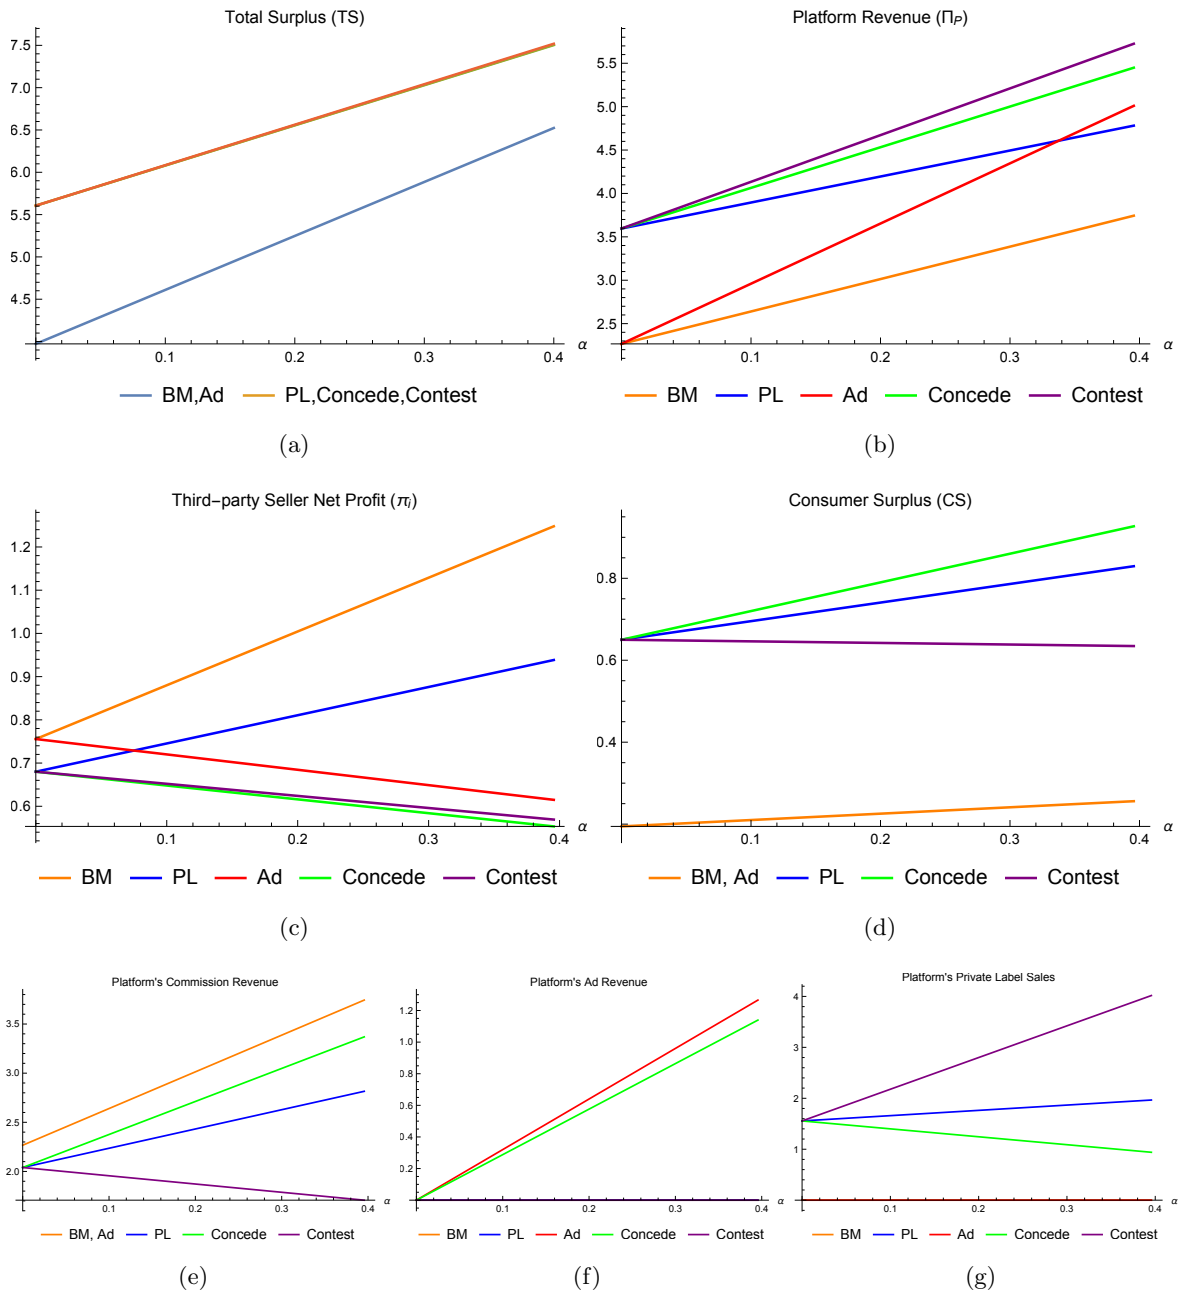 Total Surplus (TS)
7.5
7.0
6.5
6.0
5.5
5.0
4.5
0.1 0.2 0.3 0.4 α
BM,Ad PL,Concede,Contest
(a)
Platform Revenue (Π_P)
5.5
5.0
4.5
4.0
3.5
3.0
2.5
0.1 0.2 0.3 0.4 α
BM PL Ad Concede Contest
(b)
Third-party Seller Net Profit (π_i)
1.2
1.1
1.0
0.9
0.8
0.7
0.6
0.1 0.2 0.3 0.4 α
BM PL Ad Concede Contest
(c)
Consumer Surplus (CS)
0.8
0.6
0.4
0.1 0.2 0.3 0.4 α
BM, Ad PL Concede Contest
(d)
Platform's Commission Revenue
3.5
3.0
2.5
2.0
0.1 0.2 0.3 0.4 α
BM, Ad PL Concede Contest
(e)
Platform's Ad Revenue
1.2
1.0
0.8
0.6
0.4
0.2
0.1 0.2 0.3 0.4 α
BM PL Ad Concede Contest
(f)
Platform's Private Label Sales
4
3
2
1
0
0.1 0.2 0.3 0.4 α
BM PL Ad Concede Contest
(g)